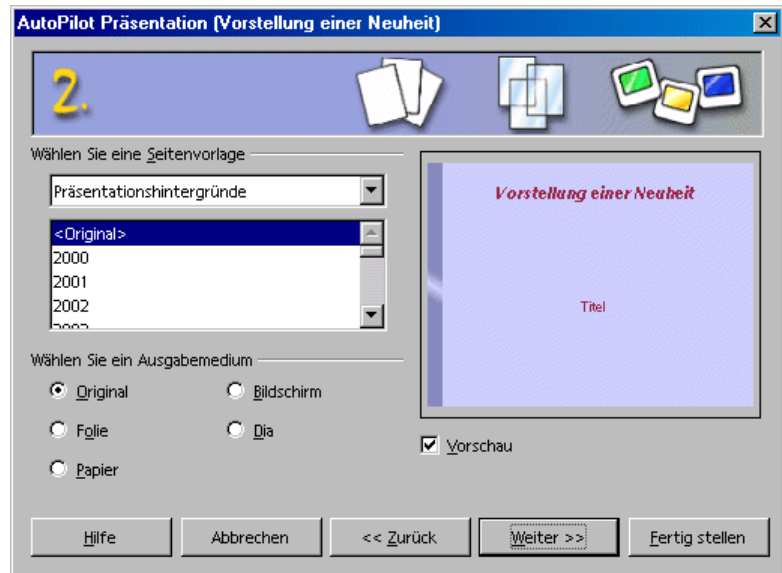 AutoPilot Präsentation (Vorstellung einer Neuheit)
2.
Wählen Sie eine Seitenvorlage
Präsentationshintergründe
<Original>
2000
2001
2002
Vorstellung einer Neuheit
Titel
Wählen Sie ein Ausgabemedium
Original
Bildschirm
Folie
Dia
Papier
Vorschau
Hilfe
Abbrechen
<< Zurück
Weiter >>
Fertig stellen